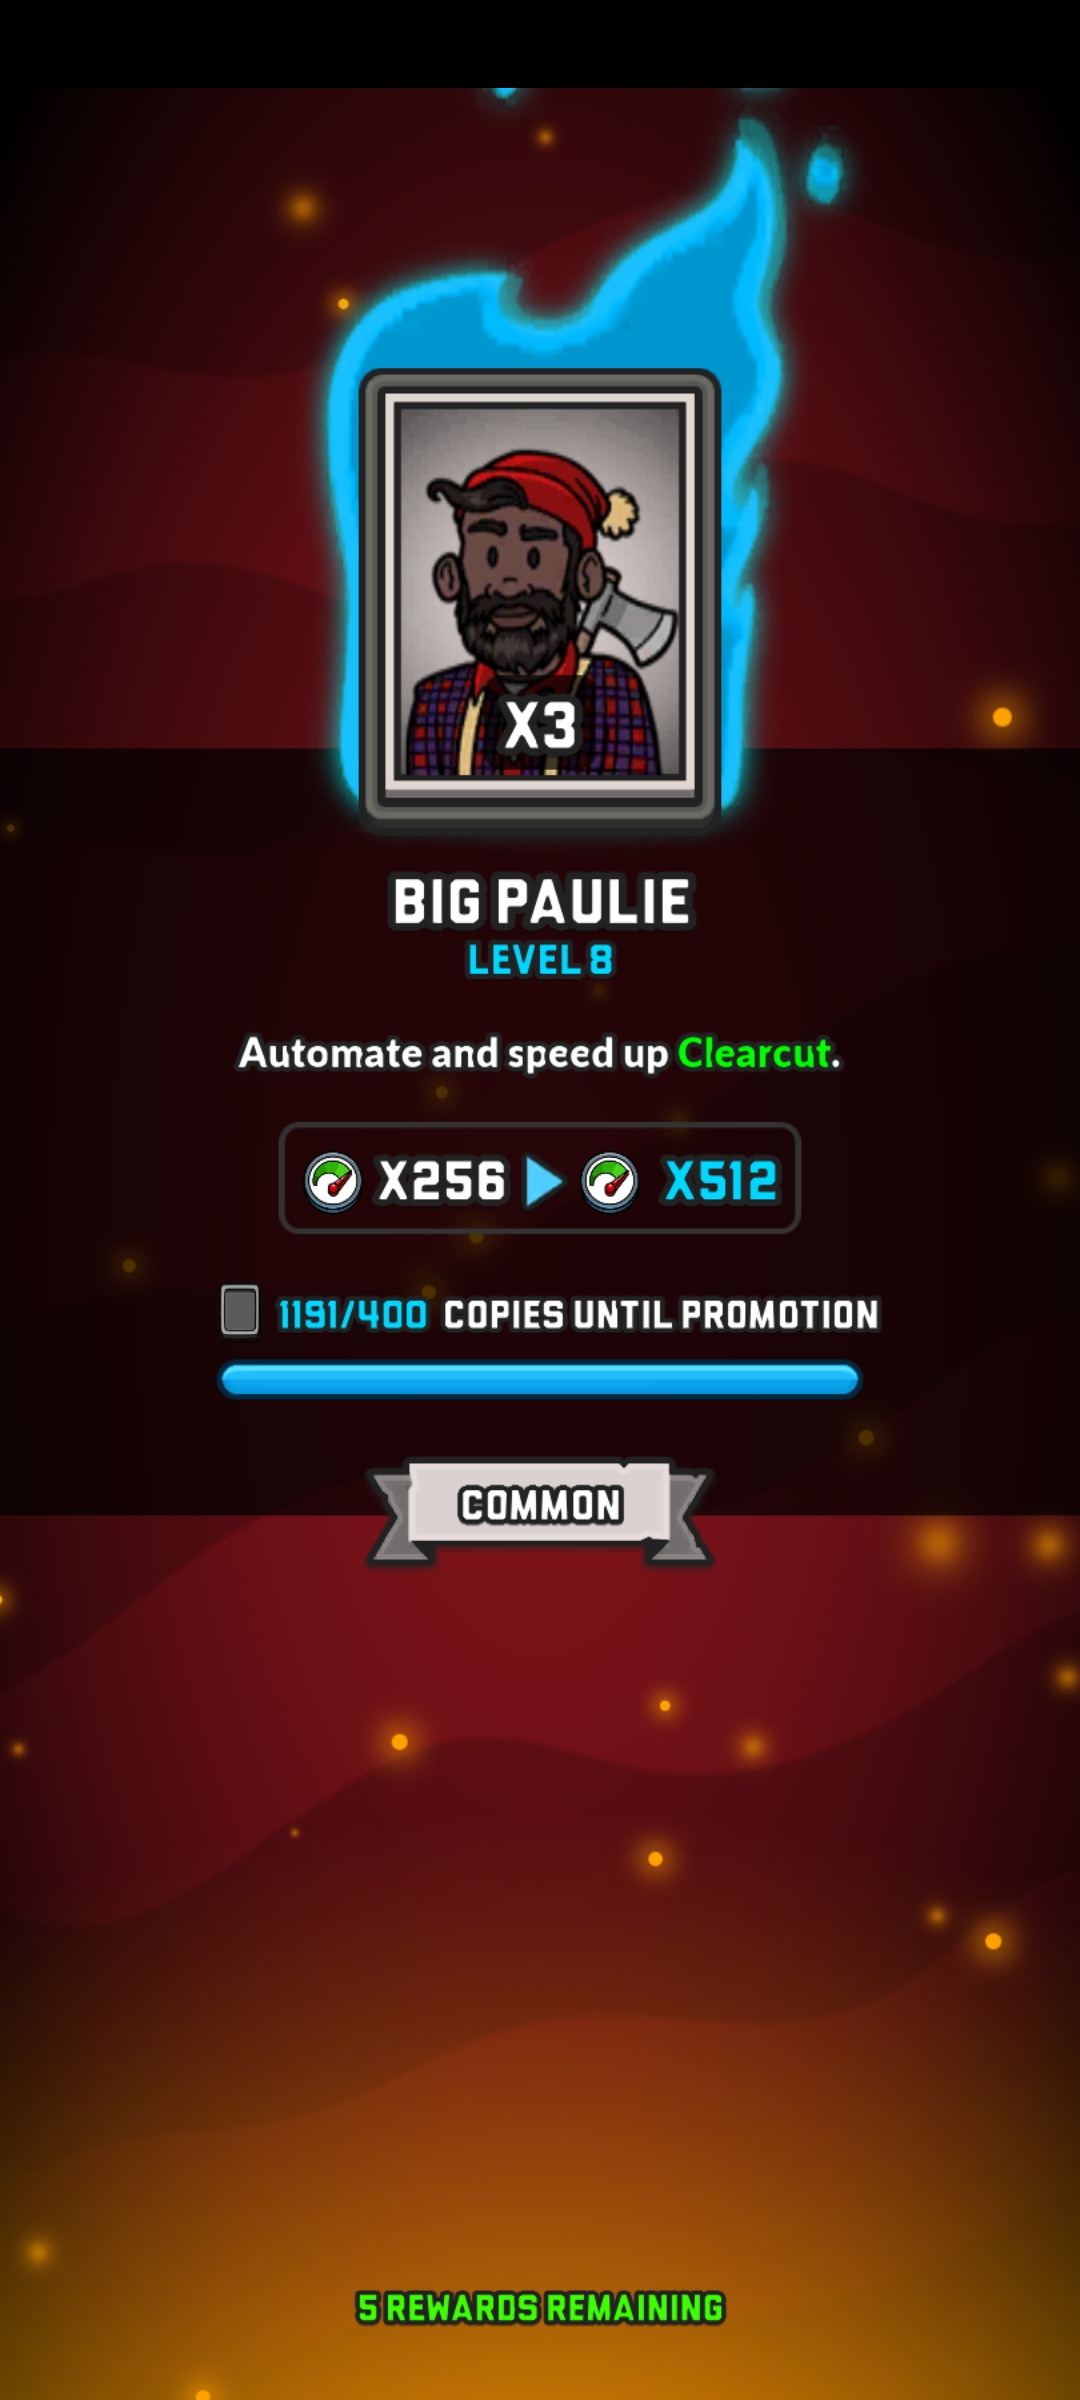 X3
BIG PAULIE
LEVEL 8
Automate and speed up Clearcut.
X256 X512
1191/400 COPIES UNTIL PROMOTION
COMMON
5 REWARDS REMAINING